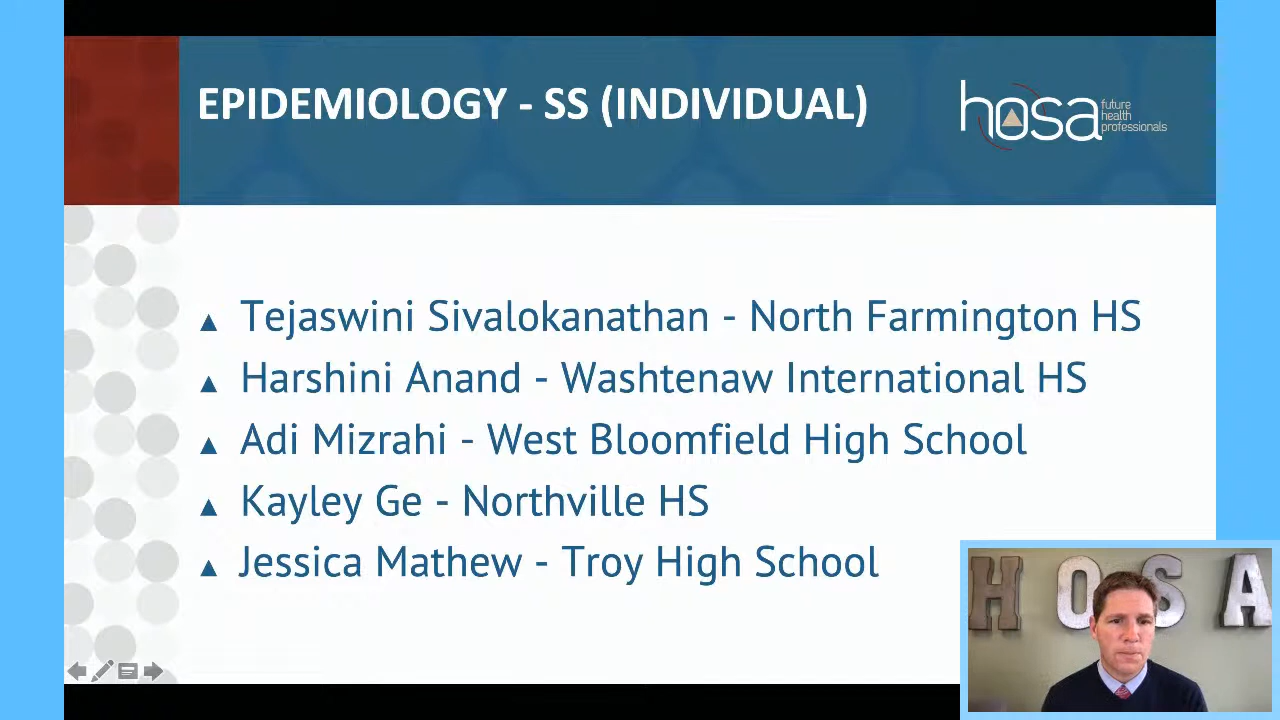 EPIDEMIOLOGY - SS (INDIVIDUAL)
hosa
future
health
professionals
▲ Tejaswini Sivalokanathan - North Farmington HS
▲ Harshini Anand - Washtenaw International HS
▲ Adi Mizrahi - West Bloomfield High School
▲ Kayley Ge - Northville HS
▲ Jessica Mathew - Troy High School
HOSA